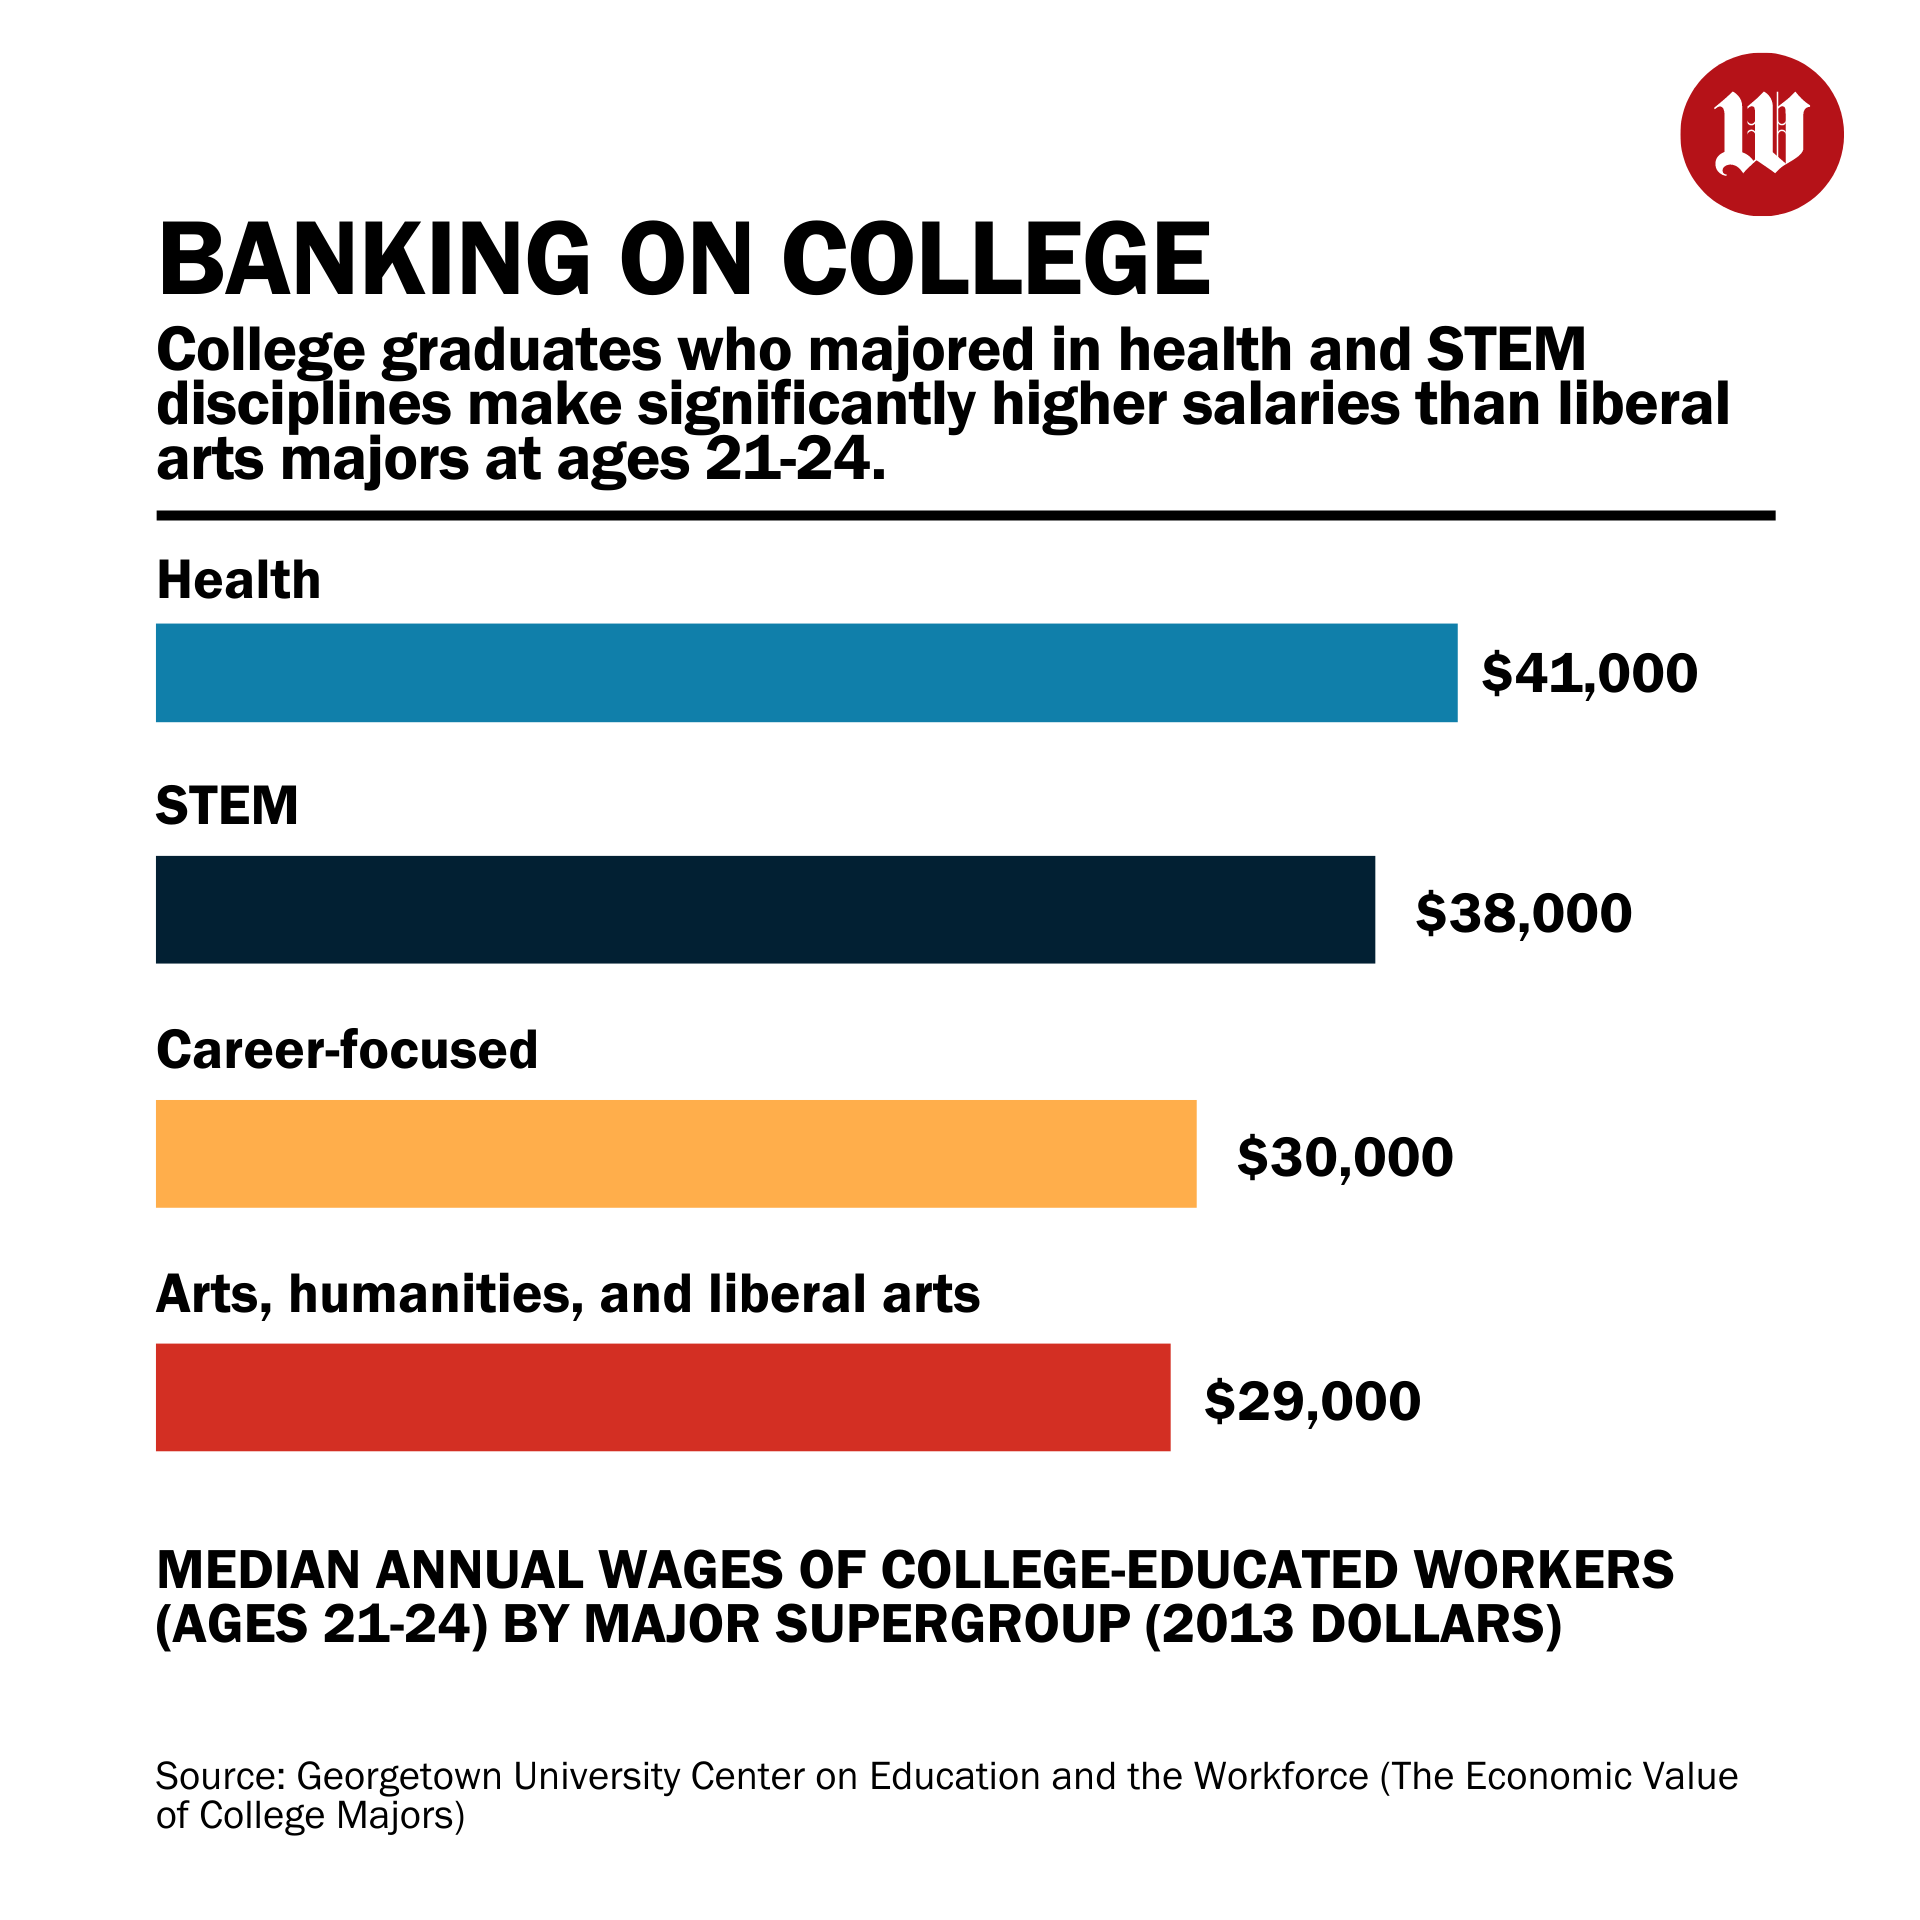 W
BANKING ON COLLEGE
College graduates who majored in health and STEM
disciplines make significantly higher salaries than liberal
arts majors at ages 21-24.
Health
$41,000
STEM
$38,000
Career-focused
$30,000
Arts, humanities, and liberal arts
$29,000
MEDIAN ANNUAL WAGES OF COLLEGE-EDUCATED WORKERS
(AGES 21-24) BY MAJOR SUPERGROUP (2013 DOLLARS)
Source: Georgetown University Center on Education and the Workforce (The Economic Value
of College Majors)